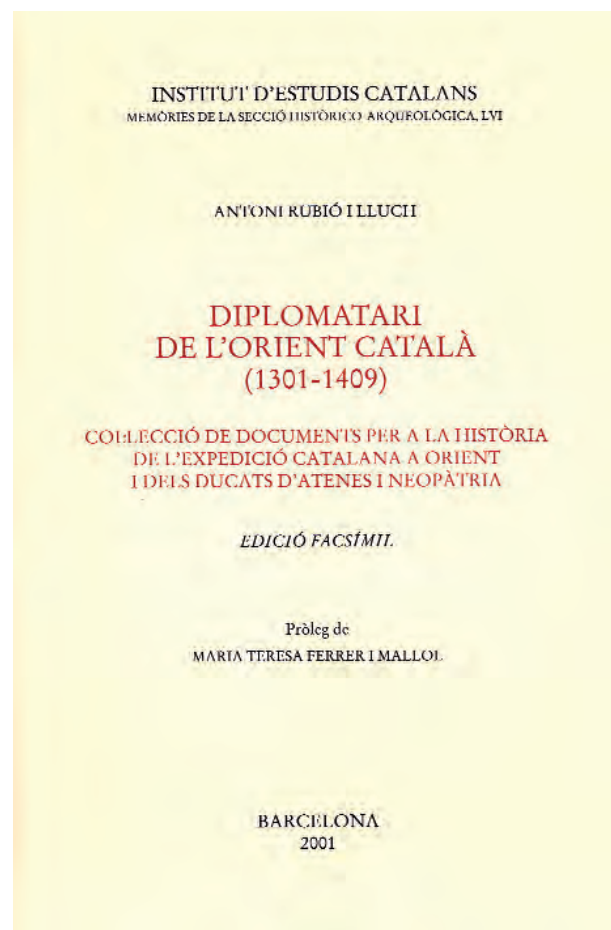 INSTITUT D'ESTUDIS CATALANS
MEMÒRIES DE LA SECCIÓ HISTÒRICO-ARQUEOLÒGICA, LVI
ANTONI RUBIÓ I LLUCH
DIPLOMATARI
DE L'ORIENT CATALÀ
(1301-1409)
COL·LECCIÓ DE DOCUMENTS PER A LA HISTÒRIA
DE L'EXPEDICIÓ CATALANA A ORIENT
I DELS DUCATS D'ATENES I NEOPÀTRIA
EDICIÓ FACSÍMIL
Pròleg de
MARIA TERESA FERRER I MALLOL
BARCELONA
2001